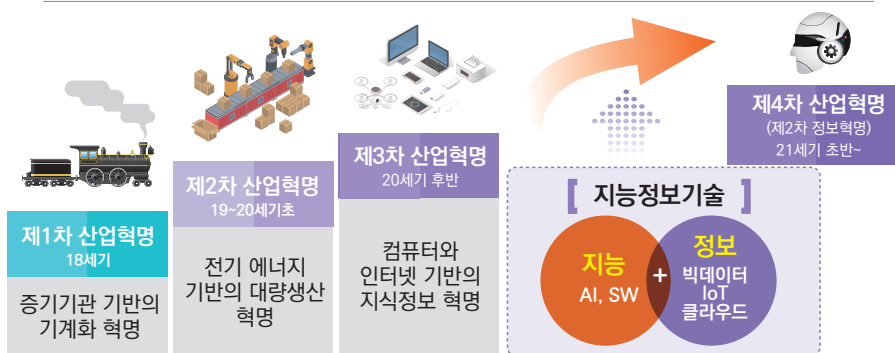 제1차 산업혁명
18세기
증기기관 기반의
기계화 혁명
제2차 산업혁명
19~20세기초
전기 에너지
기반의 대량생산
혁명
제3차 산업혁명
20세기 후반
컴퓨터와
인터넷 기반의
지식정보 혁명
제4차 산업혁명
(제2차 정보혁명)
21세기 초반~
[ 지능정보기술 ]
지능
AI, SW
+
정보
빅데이터
IoT
클라우드